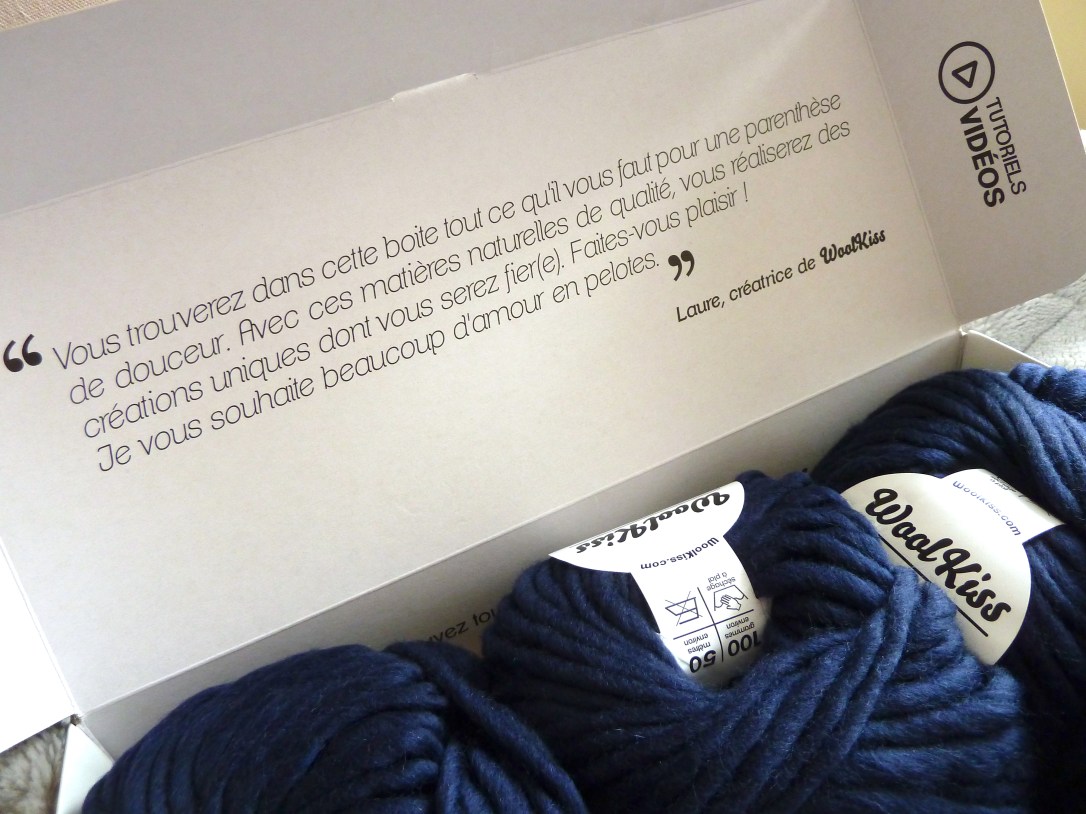 “ Vous trouverez dans cette boite tout ce qu'il vous faut pour une parenthèse
de douceur. Avec ces matières naturelles de qualité, vous réaliserez des
créations uniques dont vous serez fier(e). Faites-vous plaisir !
Je vous souhaite beaucoup d'amour en pelotes. ”
Laure, créatrice de WoolKiss
TUTORIELS
VIDÉOS
WoolKiss
woolkiss.com
séchage
à plat
100
grammes
environ
50
mètres
environ
WoolKiss
woolkiss.com